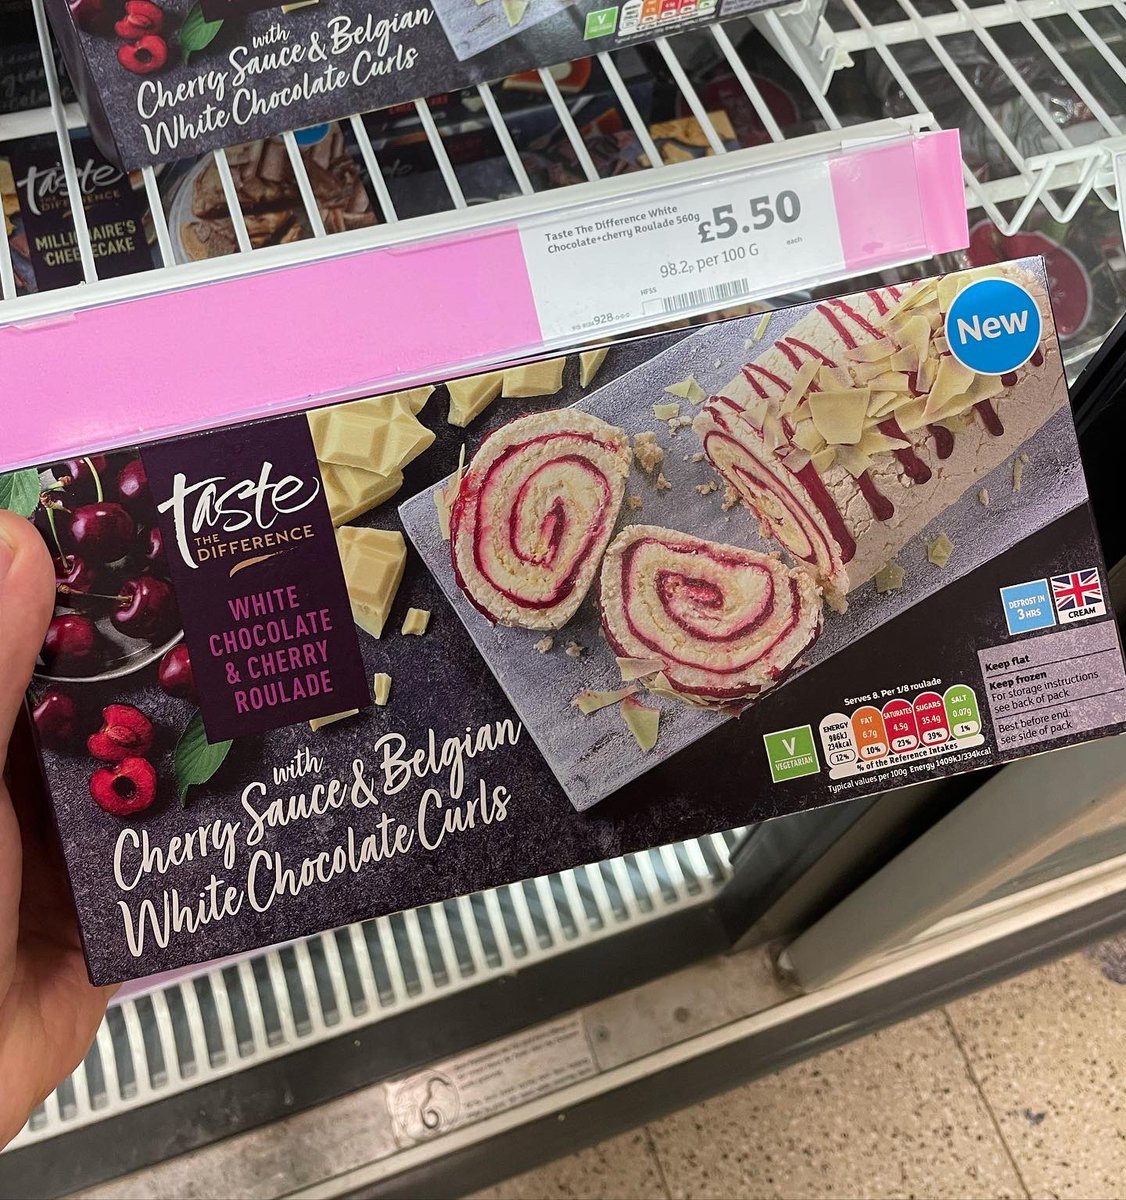 with
Cherry Sauce & Belgian
White Chocolate Curls
V
VEGETARIAN
taste
THE
DIFFERENCE
MILLIONAIRE'S
CHEESECAKE
Taste The Difference White
Chocolate+cherry Roulade 560g
£5.50
each
98.2p per 100 G
HFSS
928
New
taste
THE
DIFFERENCE
WHITE
CHOCOLATE
& CHERRY
ROULADE
with
Cherry Sauce & Belgian
White Chocolate Curls
DEFROST IN
3 HRS
CREAM
Keep flat
Keep frozen
For storage instructions
see back of pack
Best before end:
see side of pack
Serves 8. Per 1/8 roulade
ENERGY
986kJ
234kcal
12%
FAT
6.7g
10%
SATURATES
4.5g
23%
SUGARS
35.4g
39%
SALT
0.07g
1%
% of the Reference Intakes
Typical values per 100g: Energy 1409kJ/334kcal
V
VEGETARIAN